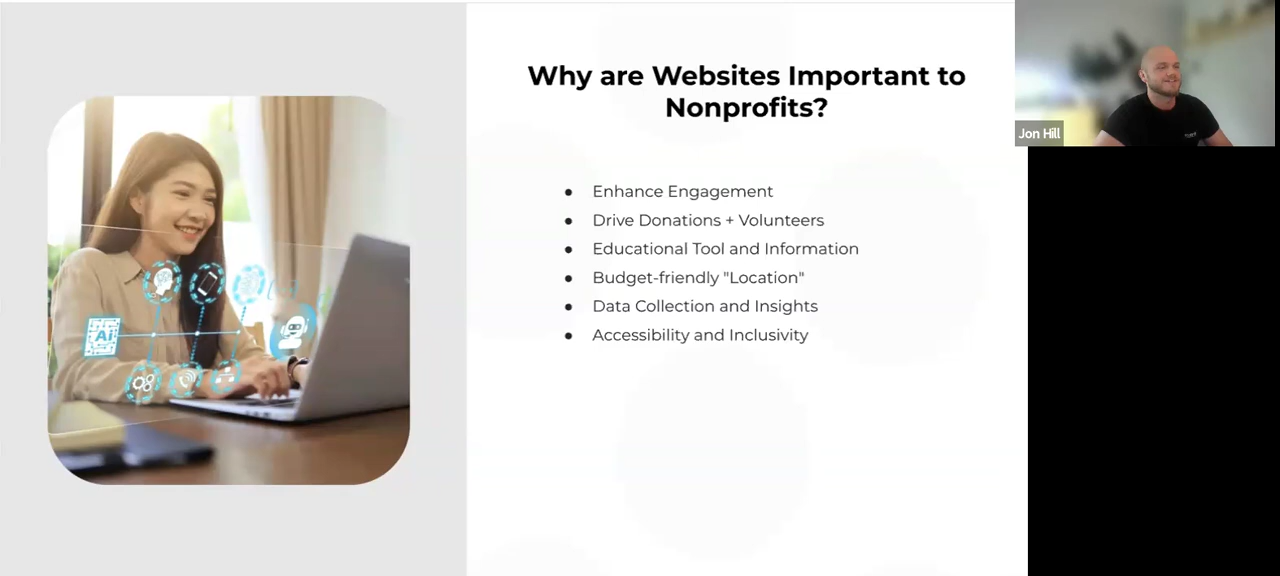 Why are Websites Important to
Nonprofits?
Jon Hill
● Enhance Engagement
● Drive Donations + Volunteers
● Educational Tool and Information
● Budget-friendly "Location"
● Data Collection and Insights
● Accessibility and Inclusivity
Ai